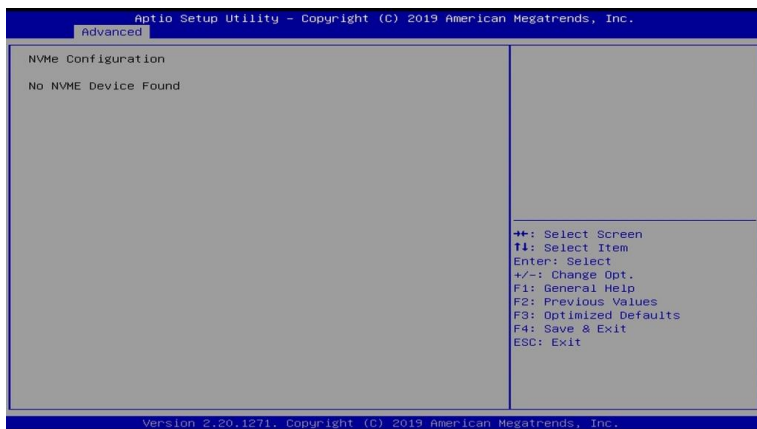 Aptio Setup Utility – Copyright (C) 2019 American Megatrends, Inc.
Advanced
NVMe Configuration
No NVME Device Found
→←: Select Screen
↑↓: Select Item
Enter: Select
+/-: Change Opt.
F1: General Help
F2: Previous Values
F3: Optimized Defaults
F4: Save & Exit
ESC: Exit
Version 2.20.1271. Copyright (C) 2019 American Megatrends, Inc.